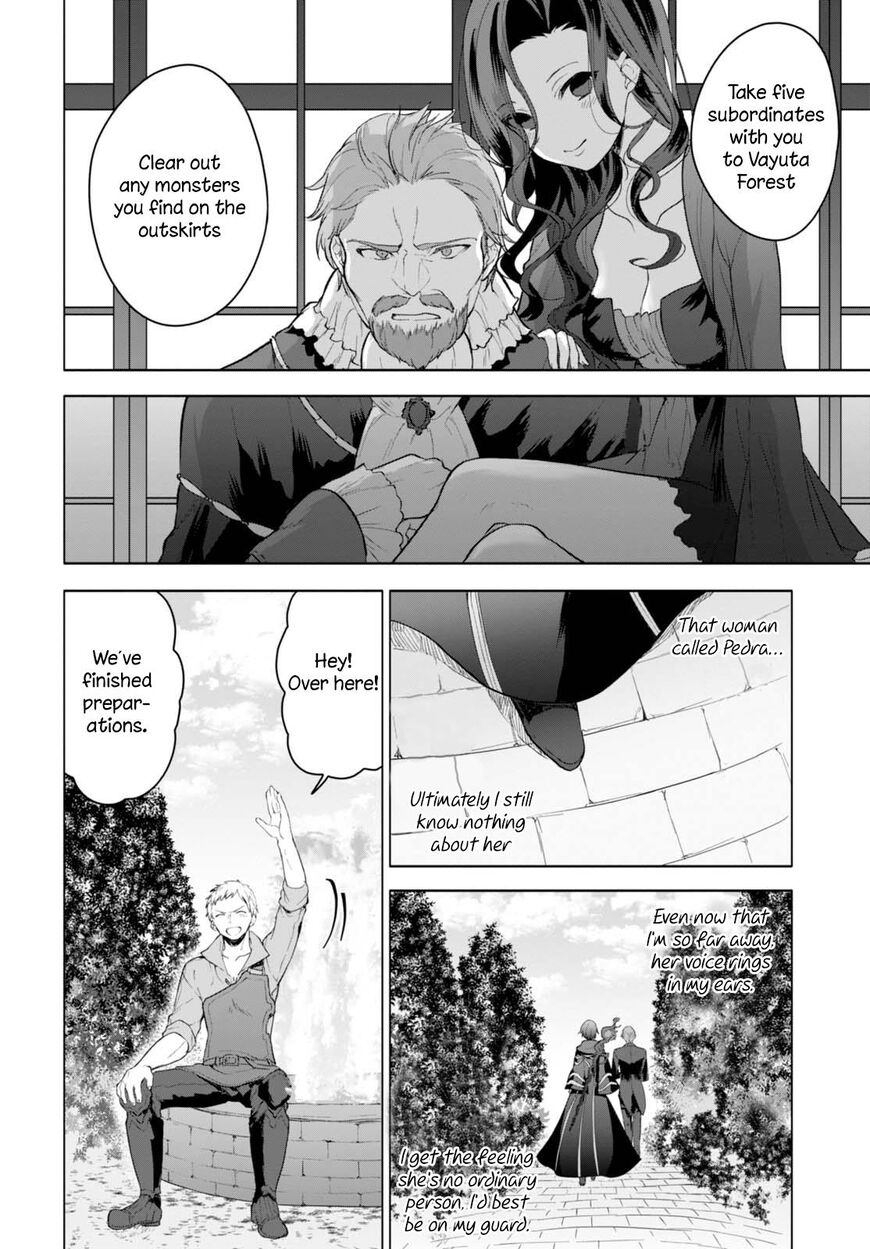 Take five
subordinates
with you
to Vayuta
Forest
Clear out
any monsters
you find on the
outskirts
That woman
called Pedra...
Ultimately I still
know nothing
about her
Even now that
I'm so far away,
her voice rings
in my ears.
I get the feeling
she's no ordinary
person. I'd best
be on my guard.
Hey!
Over here!
We've
finished
prepar-
ations.